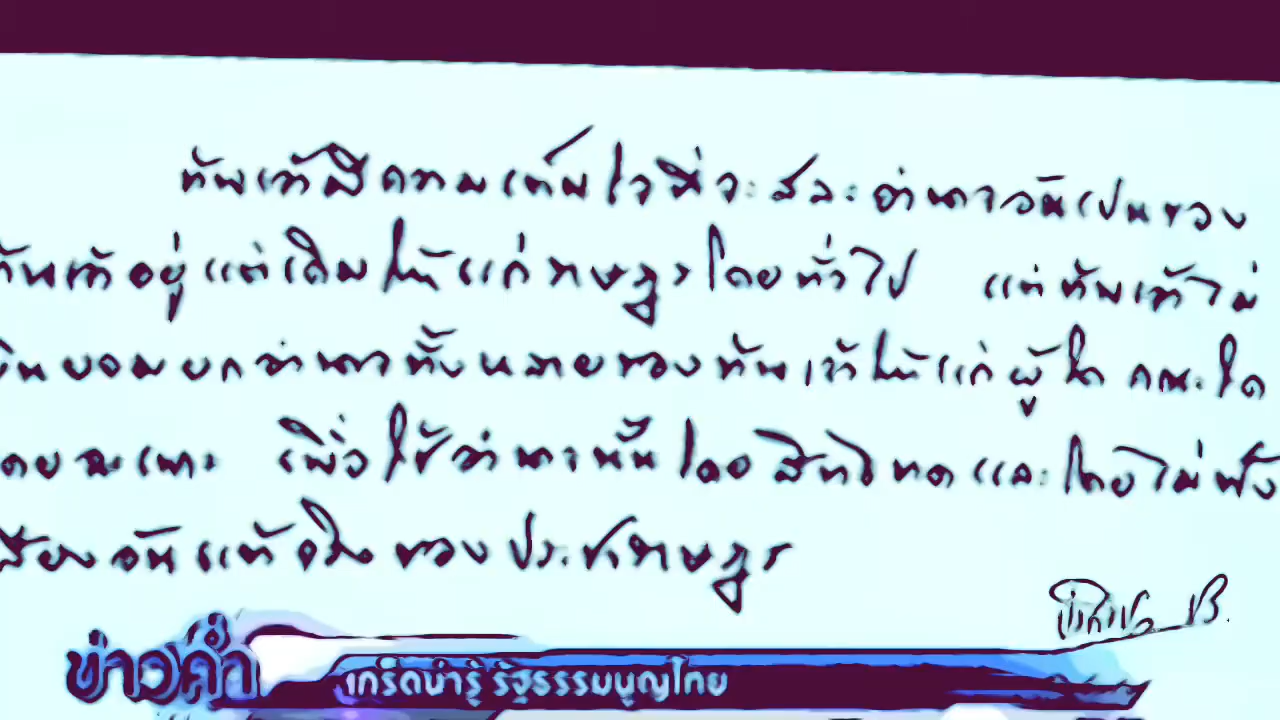 ข้าพเจ้ามีความเต็มใจที่จะสละอำนาจอันเป็นของ
ข้าพเจ้าอยู่แต่เดิมให้แก่ราษฎรโดยทั่วไป แต่ข้าพเจ้าไม่
ยินยอมยกอำนาจทั้งหลายของข้าพเจ้าให้แก่ผู้ใด คณะใด
โดยฉะเพาะ เพื่อใช้อำนาจนั้นโดยสิทธิขาดและโดยไม่ฟัง
เสียงอันแท้จริงของประชาราษฎร
ข่าวค่ำ
เกร็ดน่ารู้ รัฐธรรมนูญไทย